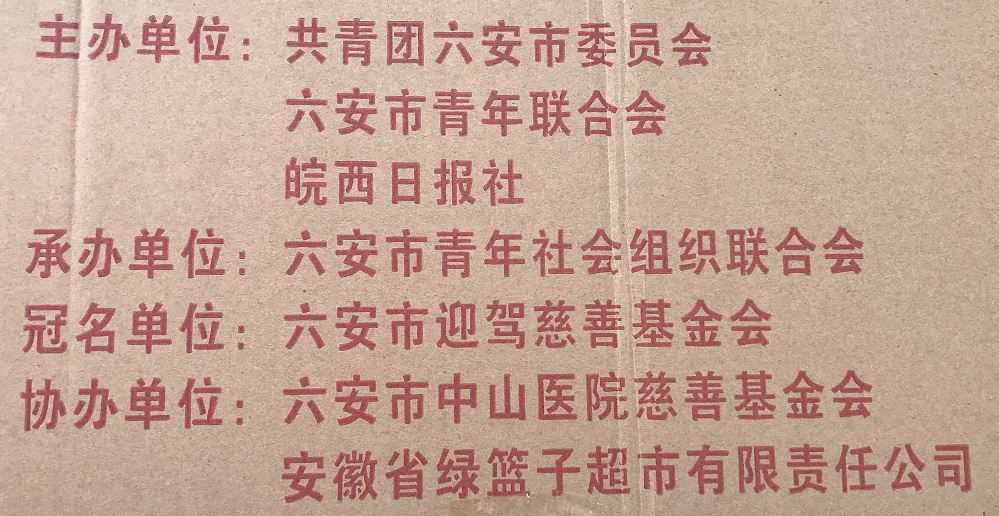 主办单位：共青团六安市委员会
六安市青年联合会
皖西日报社
承办单位：六安市青年社会组织联合会
冠名单位：六安市迎驾慈善基金会
协办单位：六安市中山医院慈善基金会
安徽省绿篮子超市有限责任公司